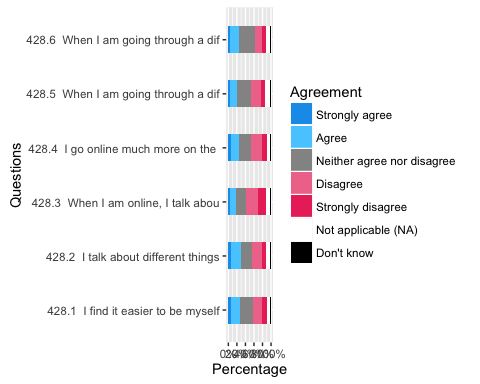 428.6  When I am going through a dif
428.5  When I am going through a dif
428.4  I go online much more on the
428.3  When I am online, I talk abou
428.2  I talk about different things
428.1  I find it easier to be myself
Questions
Percentage
Agreement
Strongly agree
Agree
Neither agree nor disagree
Disagree
Strongly disagree
Not applicable (NA)
Don't know